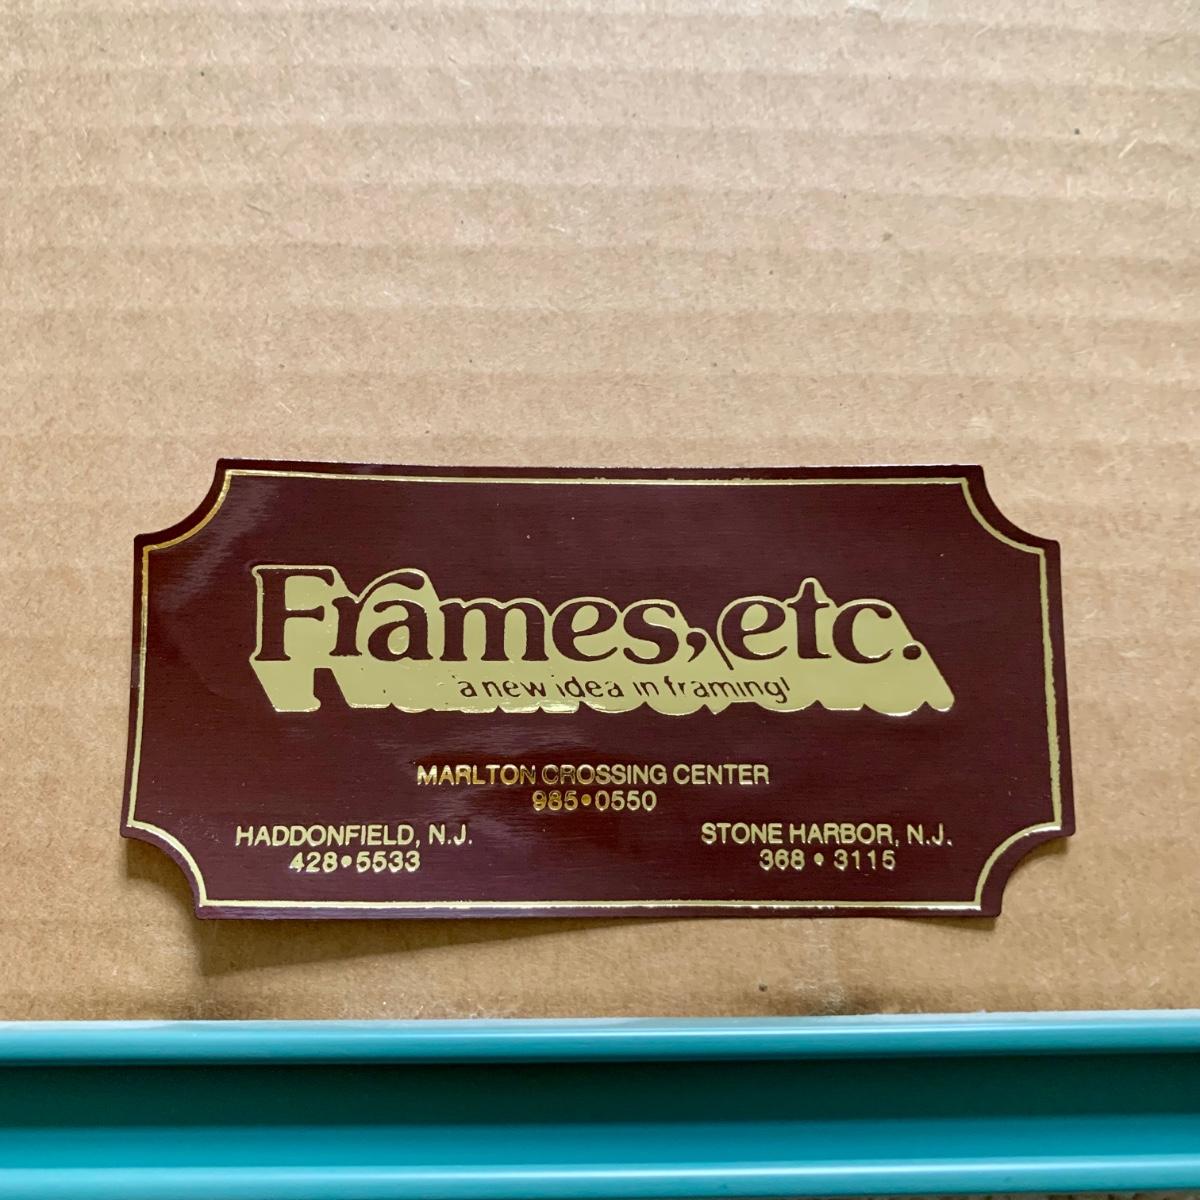 Frames, etc.
a new idea in framing!
MARLTON CROSSING CENTER
985•0550
HADDONFIELD, N.J.
428•5533
STONE HARBOR, N.J.
368 • 3115